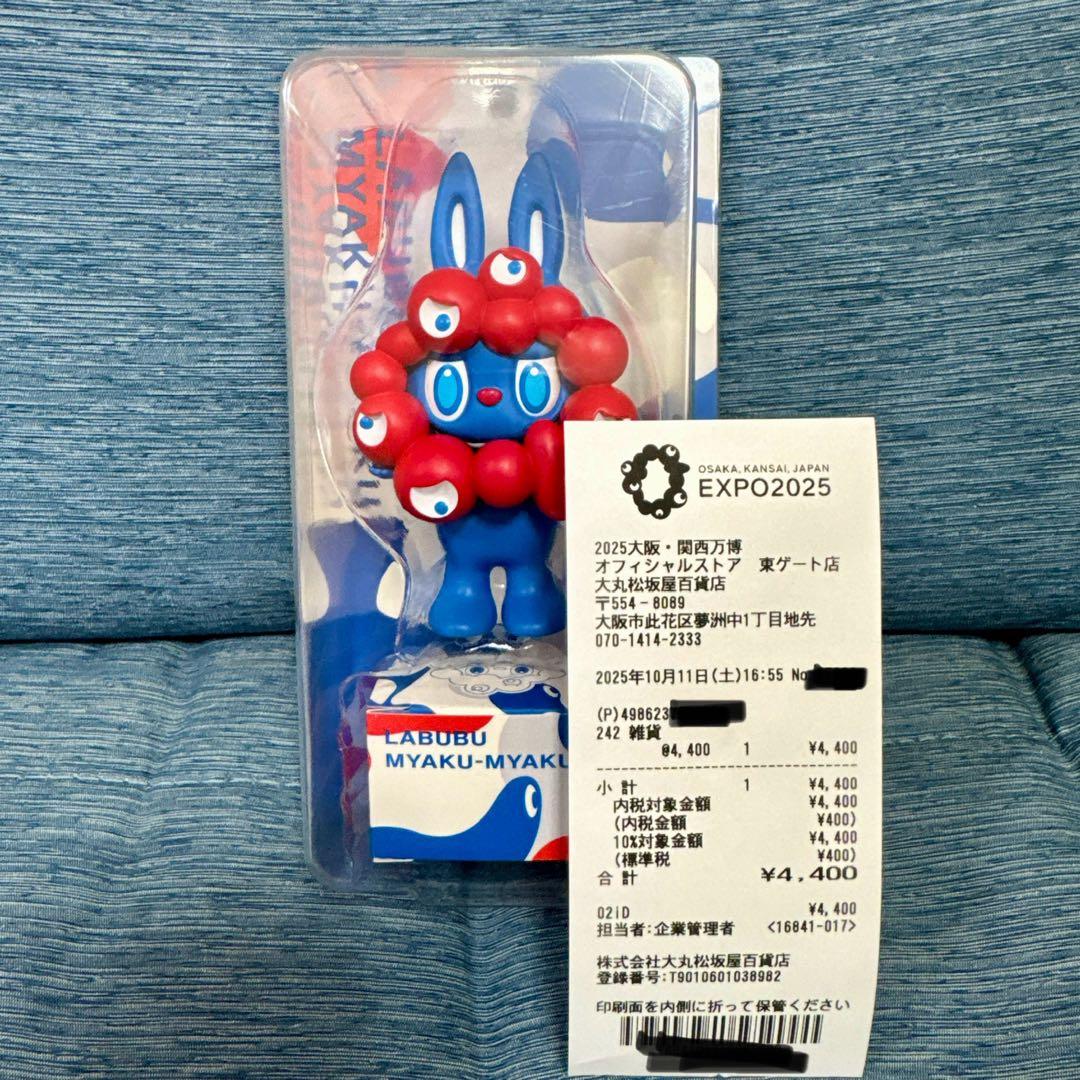 LABUBU
MYAKU-MYAKU
OSAKA, KANSAI, JAPAN
EXPO2025
2025大阪・関西万博
オフィシャルストア 東ゲート店
大丸松坂屋百貨店
〒554-8089
大阪市此花区夢洲中1丁目地先
070-1414-2333
2025年10月11日(土)16:55 No
(P)498623
242 雑貨
@4,400 1 ¥4,400
小 計 1 ¥4,400
内税対象金額 ¥4,400
(内税金額 ¥400)
10%対象金額 ¥4,400
(標準税 ¥400)
合 計 ¥4,400
02iD ¥4,400
担当者:企業管理者 <16841-017>
株式会社大丸松坂屋百貨店
登録番号:T9010601038982
印刷面を内側に折って保管ください